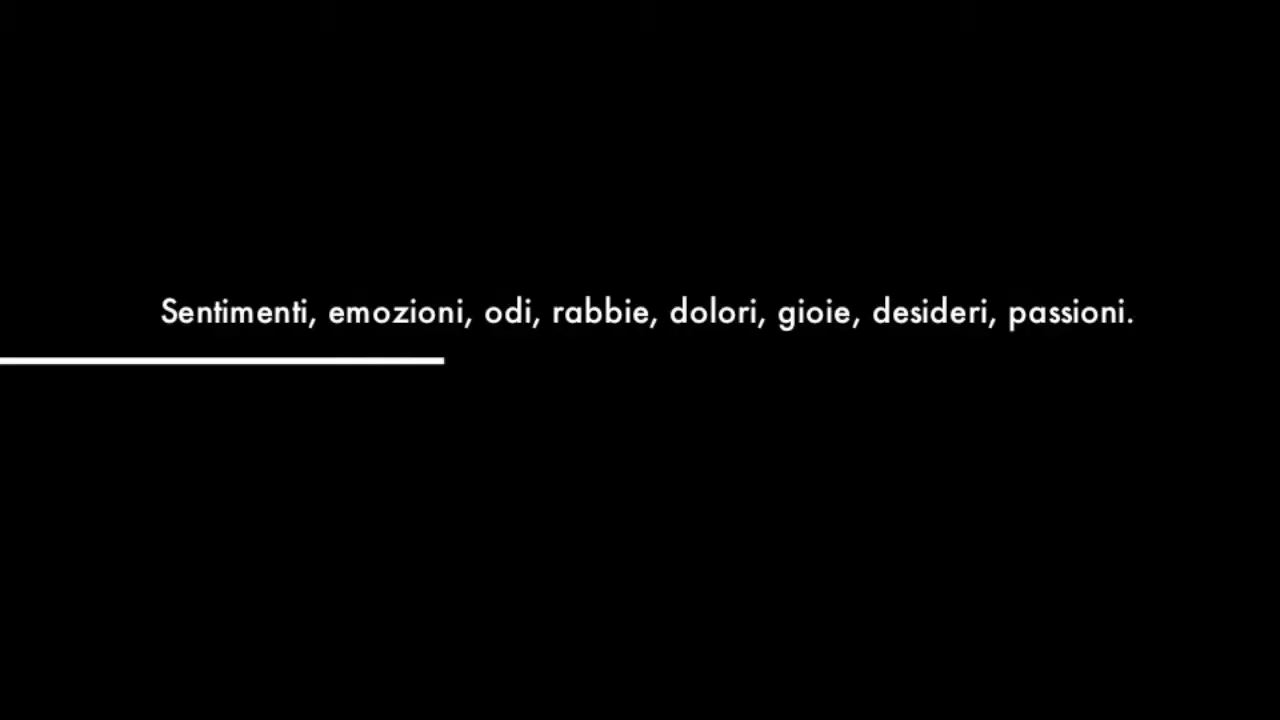 Sentimenti, emozioni, odi, rabbie, dolori, gioie, desideri, passioni.